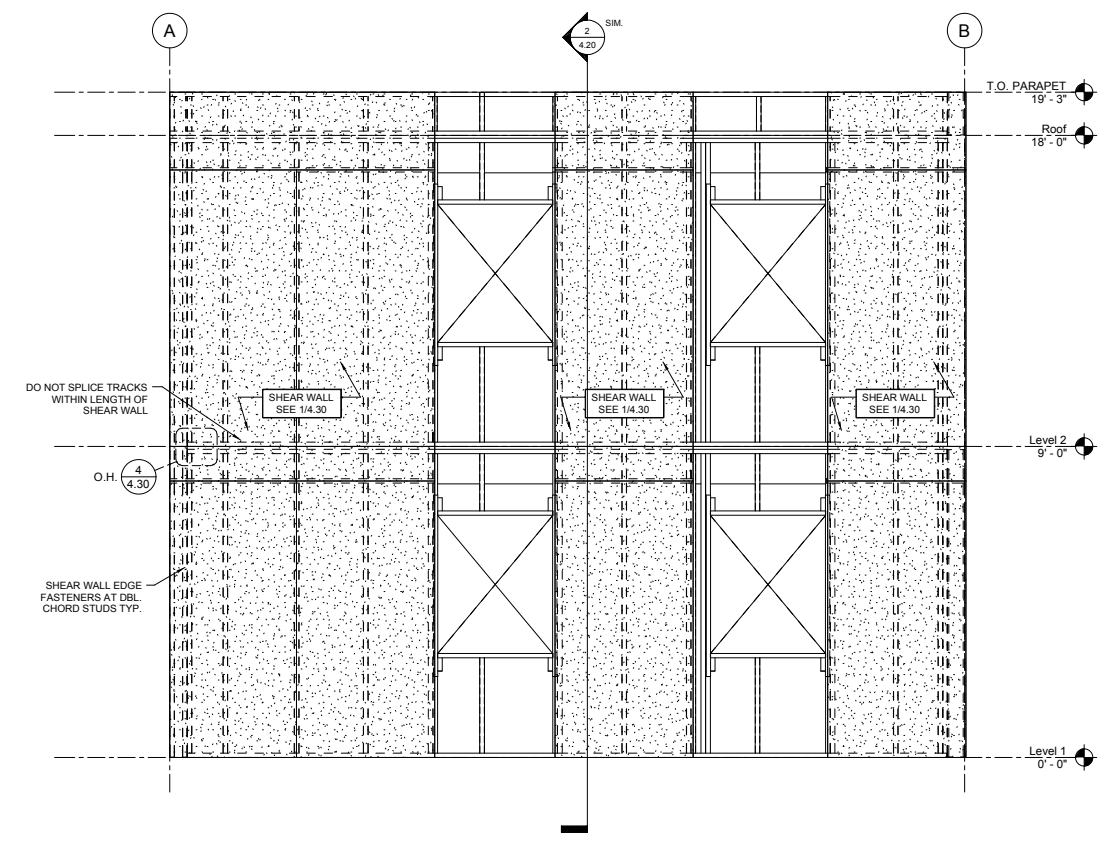 A
2
4.20
SIM.
B
T.O. PARAPET
19' - 3"
Roof
18' - 0"
DO NOT SPLICE TRACKS
WITHIN LENGTH OF
SHEAR WALL
SHEAR WALL
SEE 1/4.30
SHEAR WALL
SEE 1/4.30
SHEAR WALL
SEE 1/4.30
Level 2
9' - 0"
O.H.
4
4.30
SHEAR WALL EDGE
FASTENERS AT DBL.
CHORD STUDS TYP.
Level 1
0' - 0"